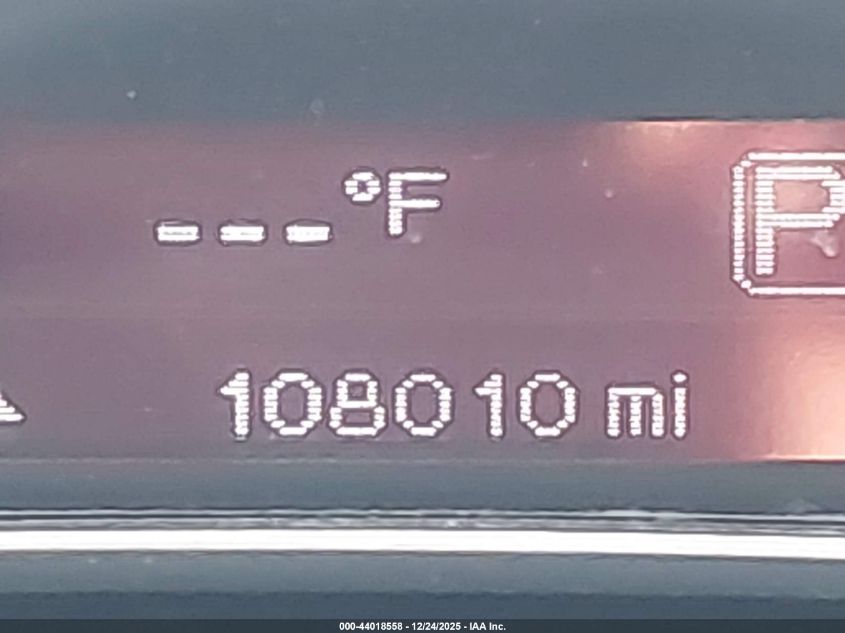 ---°F
P
108010 mi
000-44018558 - 12/24/2025 - IAA Inc.